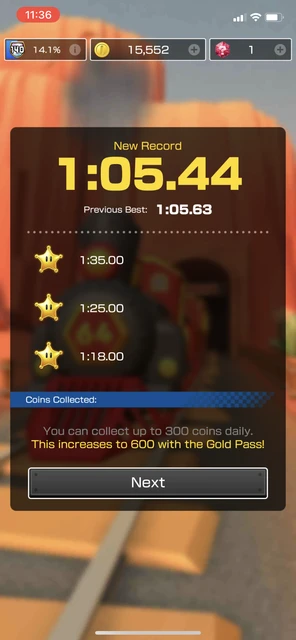 11:36
140 14.1% i 15,552 + 1 +
New Record
1:05.44
Previous Best: 1:05.63
1:35.00
1:25.00
1:18.00
Coins Collected:
You can collect up to 300 coins daily.
This increases to 600 with the Gold Pass!
Next